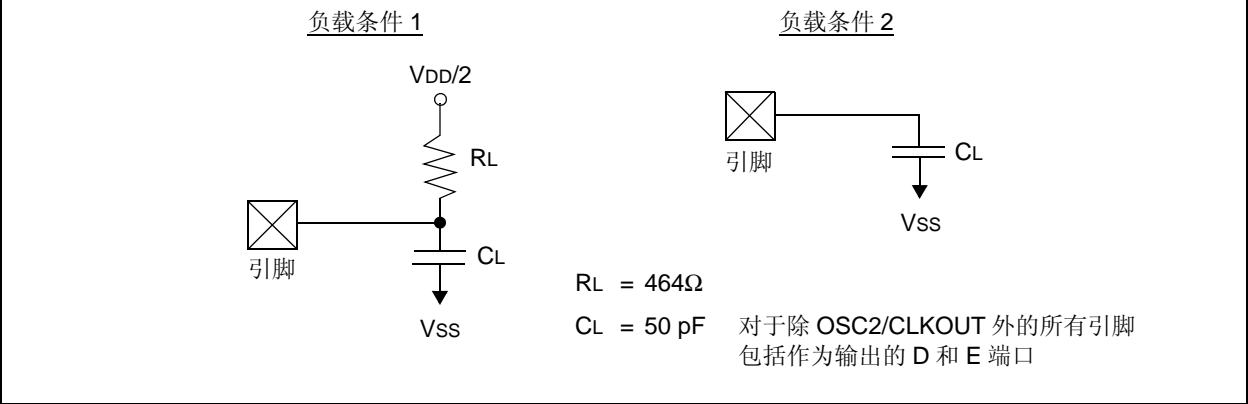 负载条件 1
VDD/2
RL
引脚
CL
VSS
负载条件 2
引脚
CL
VSS
RL = 464Ω
CL = 50 pF 对于除 OSC2/CLKOUT 外的所有引脚
包括作为输出的 D 和 E 端口